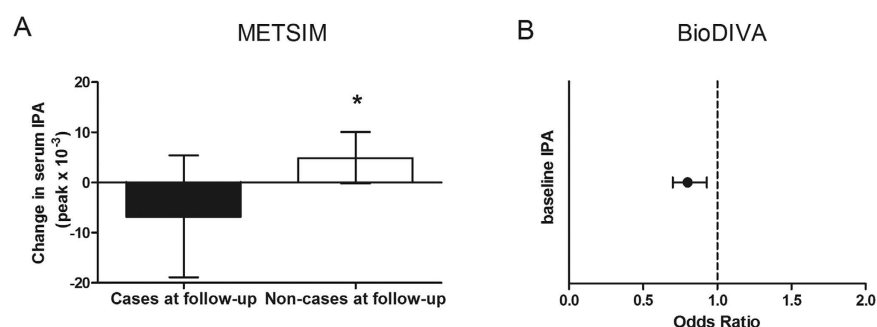 A
METSIM
Change in serum IPA
(peak x 10-3)
20
10
0
-10
-20
*
Cases at follow-up
Non-cases at follow-up
B
BioDIVA
baseline IPA
0.0
0.5
1.0
1.5
2.0
Odds Ratio